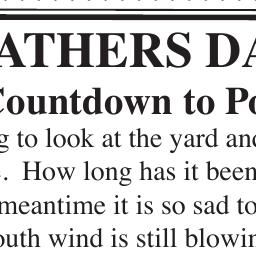 ATHERS DA
Countdown to Po
g to look at the yard and
. How long has it been
meantime it is so sad to
outh wind is still blowin